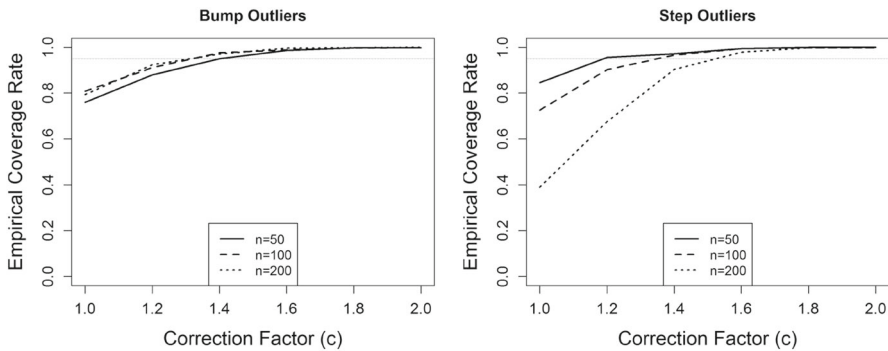 Bump Outliers
Empirical Coverage Rate
1.0
0.8
0.6
0.4
0.2
0.0
n=50
n=100
n=200
1.0 1.2 1.4 1.6 1.8 2.0
Correction Factor (c)
Step Outliers
Empirical Coverage Rate
1.0
0.8
0.6
0.4
0.2
0.0
n=50
n=100
n=200
1.0 1.2 1.4 1.6 1.8 2.0
Correction Factor (c)